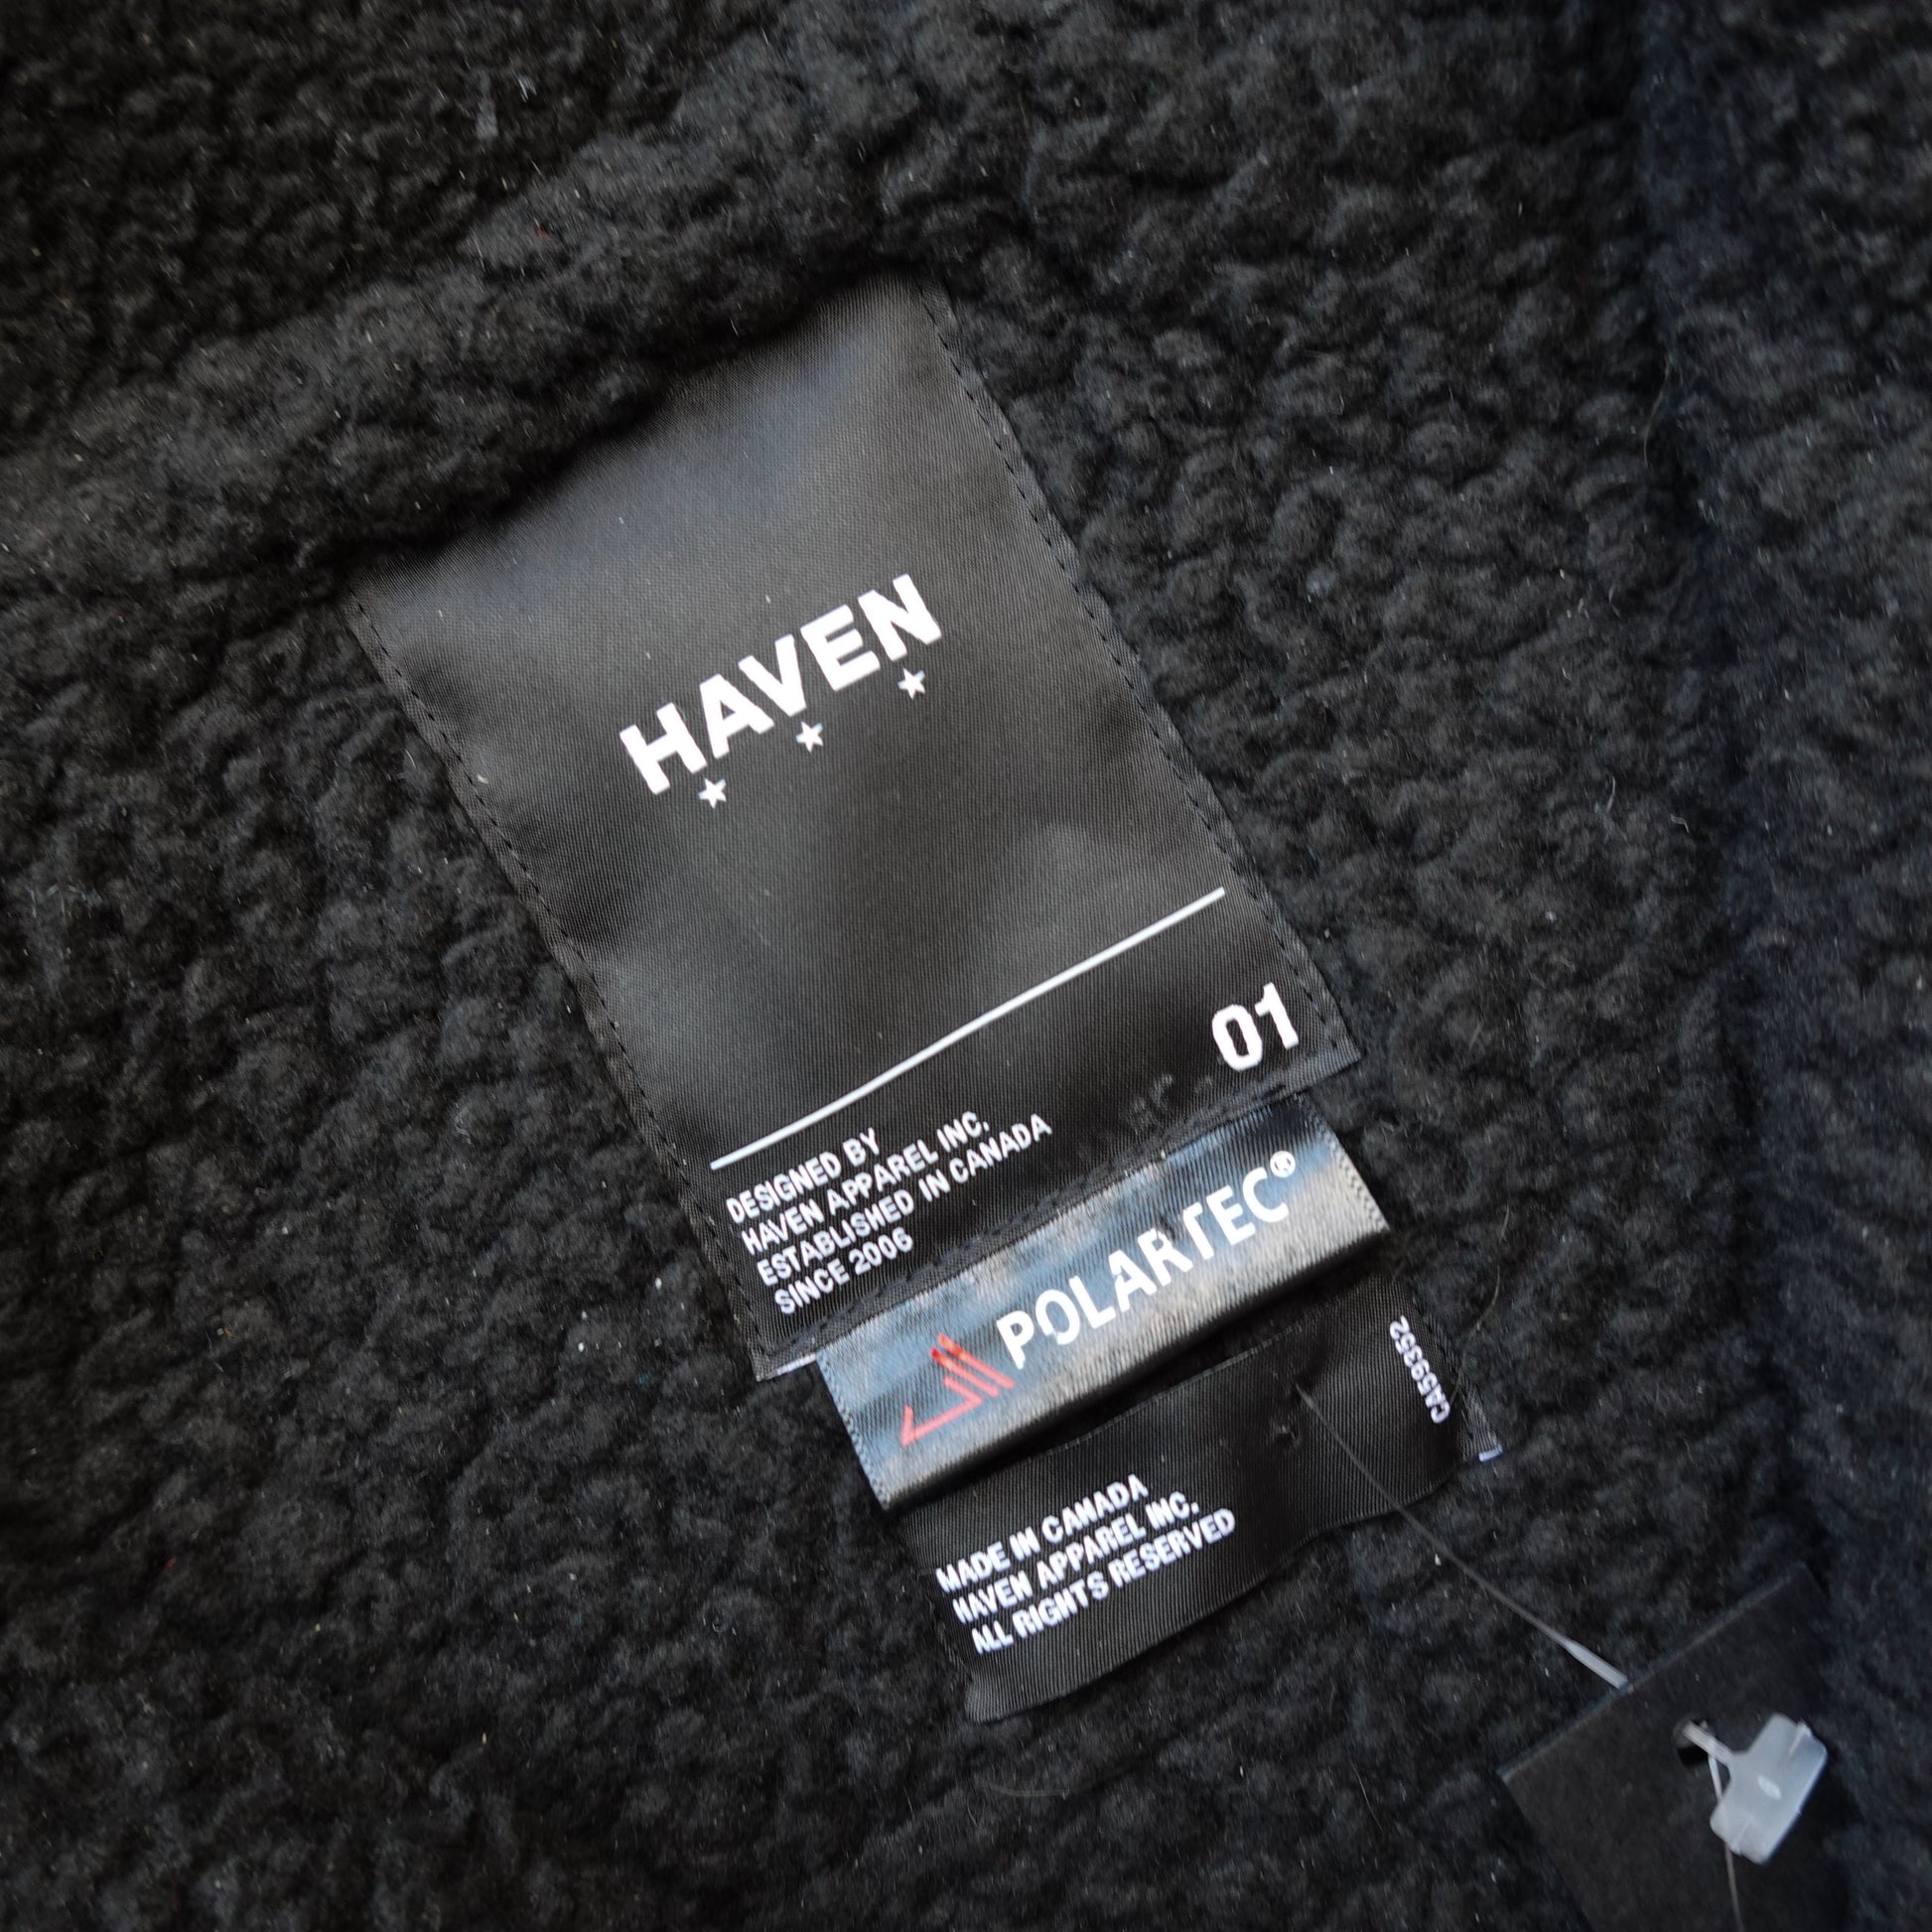 HAVEN
01
DESIGNED BY
HAVEN APPAREL INC.
ESTABLISHED IN CANADA
SINCE 2006
POLARTEC®
CA59352
MADE IN CANADA
HAVEN APPAREL INC.
ALL RIGHTS RESERVED